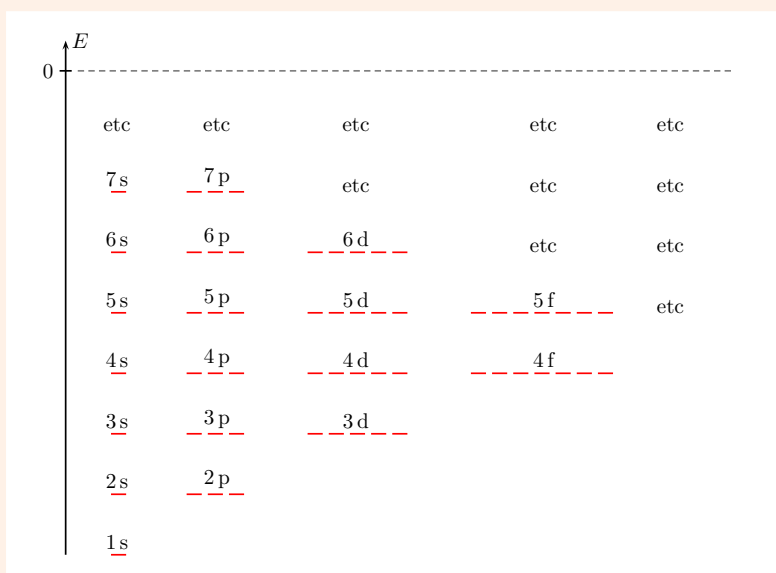 E
0
etc etc etc etc etc
7s 7p etc etc etc
6s 6p 6d etc etc
5s 5p 5d 5f etc
4s 4p 4d 4f
3s 3p 3d
2s 2p
1s